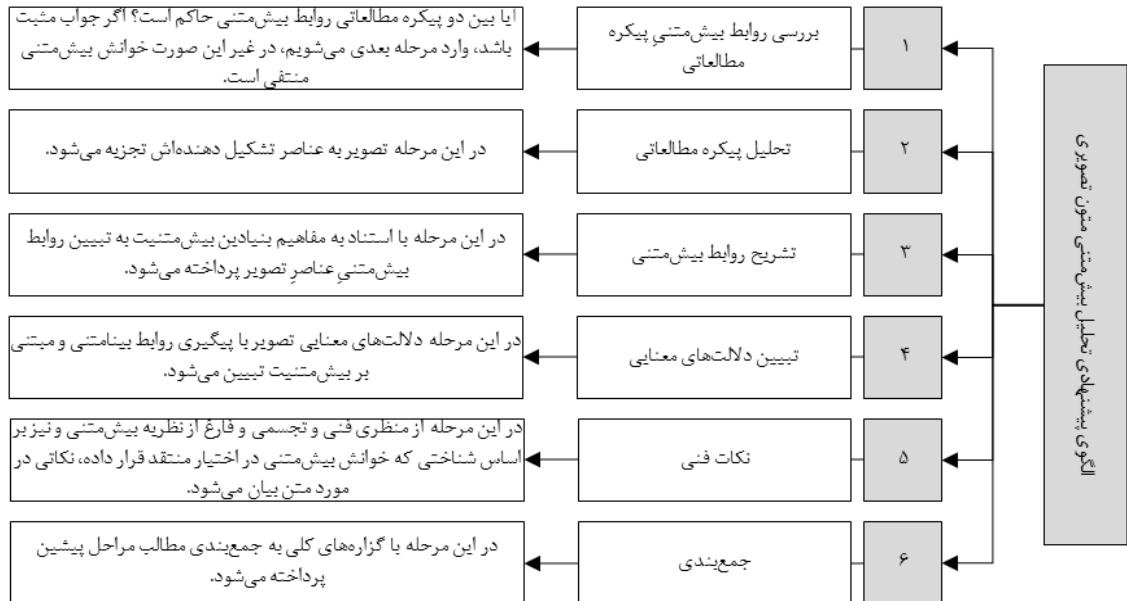 الگوی پیشنهادی تحلیل بیش‌متنی متون تصویری
۱
بررسی روابط بیش‌متنیِ پیکره
مطالعاتی
آیا بین دو پیکره مطالعاتی روابط بیش‌متنی حاکم است؟ اگر جواب مثبت
باشد، وارد مرحله بعدی می‌شویم، در غیر این صورت خوانش بیش‌متنی
منتفی است.
۲
تحلیل پیکره مطالعاتی
در این مرحله تصویر به عناصر تشکیل دهنده‌اش تجزیه می‌شود.
۳
تشریح روابط بیش‌متنی
در این مرحله با استناد به مفاهیم بنیادین بیش‌متنیت به تبیین روابط
بیش‌متنیِ عناصرِ تصویر پرداخته می‌شود.
۴
تبیین دلالت‌های معنایی
در این مرحله دلالت‌های معنایی تصویر با پیگیری روابط بینامتنی و مبتنی
بر بیش‌متنیت تبیین می‌شود.
۵
نکات فنی
در این مرحله از منظری فنی و تجسمی و فارغ از نظریه بیش‌متنی و نیز بر
اساس شناختی که خوانش بیش‌متنی در اختیار منتقد قرار داده، نکاتی در
مورد متن بیان می‌شود.
۶
جمع‌بندی
در این مرحله با گزاره‌های کلی به جمع‌بندی مطالب مراحل پیشین
پرداخته می‌شود.